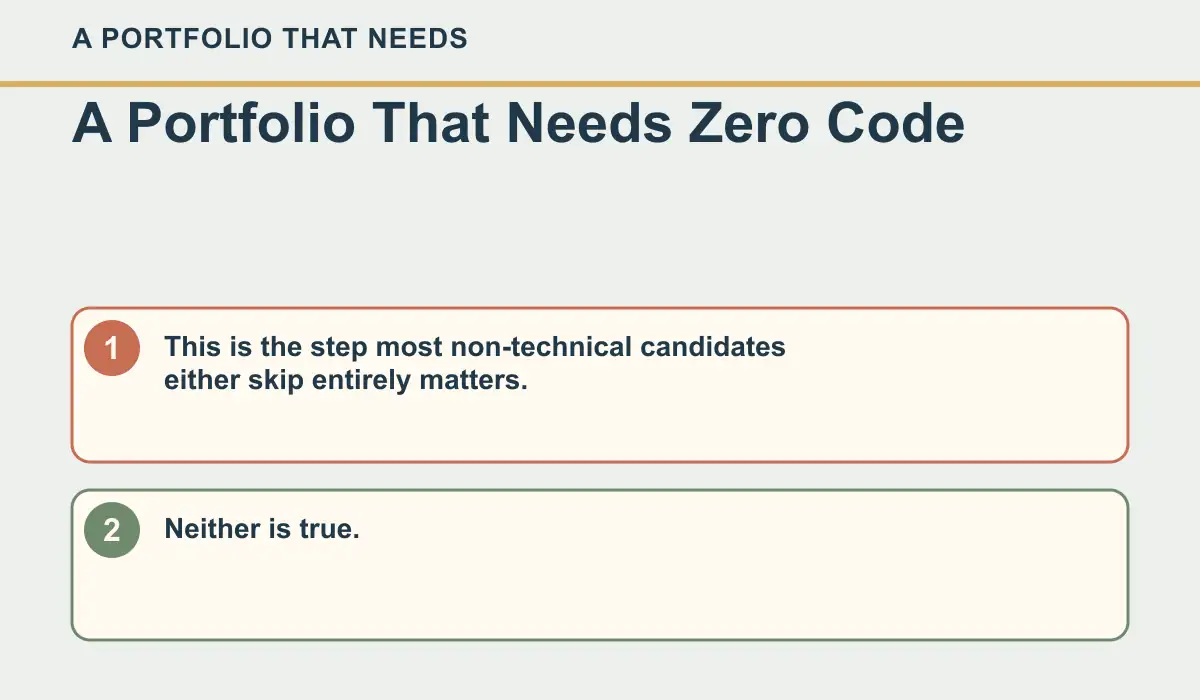 A PORTFOLIO THAT NEEDS
A Portfolio That Needs Zero Code
1
This is the step most non-technical candidates
either skip entirely matters.
2
Neither is true.